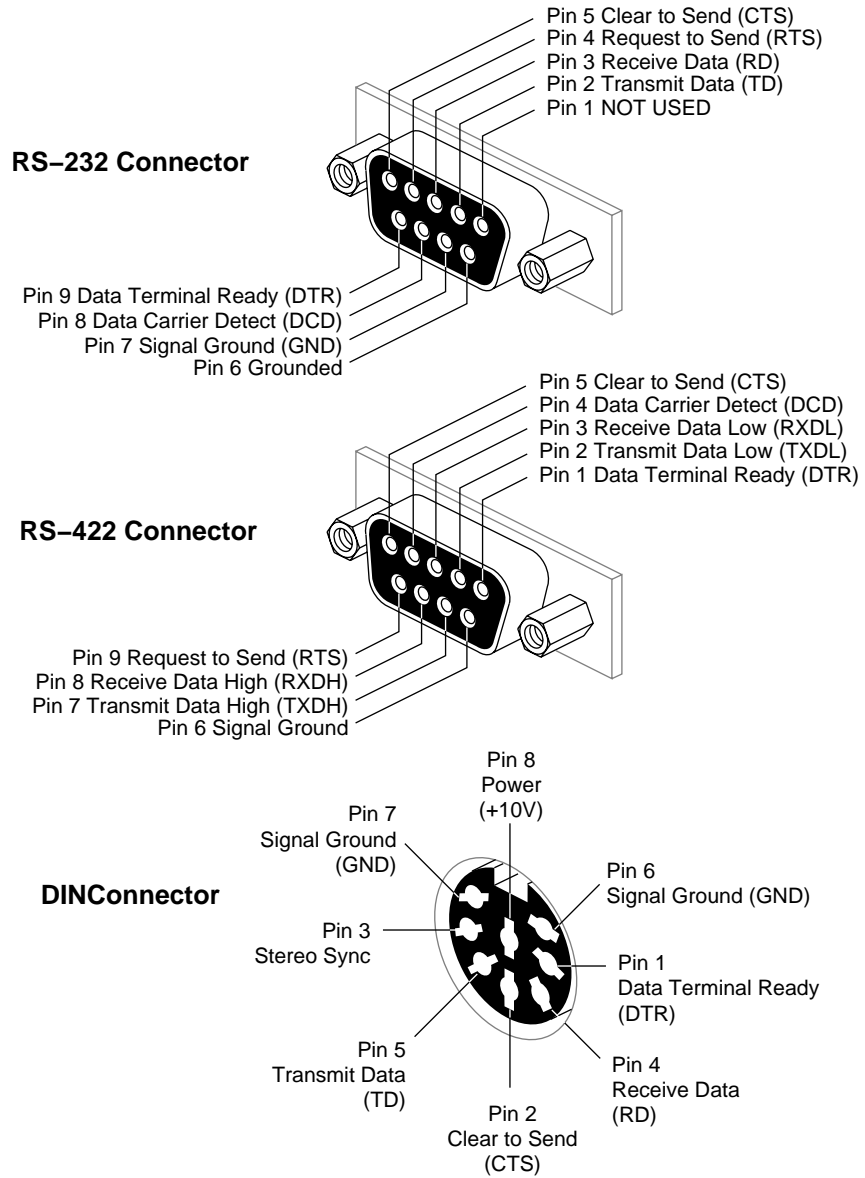 Pin 5 Clear to Send (CTS)
Pin 4 Request to Send (RTS)
Pin 3 Receive Data (RD)
Pin 2 Transmit Data (TD)
Pin 1 NOT USED
RS–232 Connector
Pin 9 Data Terminal Ready (DTR)
Pin 8 Data Carrier Detect (DCD)
Pin 7 Signal Ground (GND)
Pin 6 Grounded
Pin 5 Clear to Send (CTS)
Pin 4 Data Carrier Detect (DCD)
Pin 3 Receive Data Low (RXDL)
Pin 2 Transmit Data Low (TXDL)
Pin 1 Data Terminal Ready (DTR)
RS–422 Connector
Pin 9 Request to Send (RTS)
Pin 8 Receive Data High (RXDH)
Pin 7 Transmit Data High (TXDH)
Pin 6 Signal Ground
Pin 8
Power
(+10V)
Pin 7
Signal Ground
(GND)
DINConnector
Pin 6
Signal Ground (GND)
Pin 3
Stereo Sync
Pin 1
Data Terminal Ready
(DTR)
Pin 5
Transmit Data
(TD)
Pin 4
Receive Data
(RD)
Pin 2
Clear to Send
(CTS)